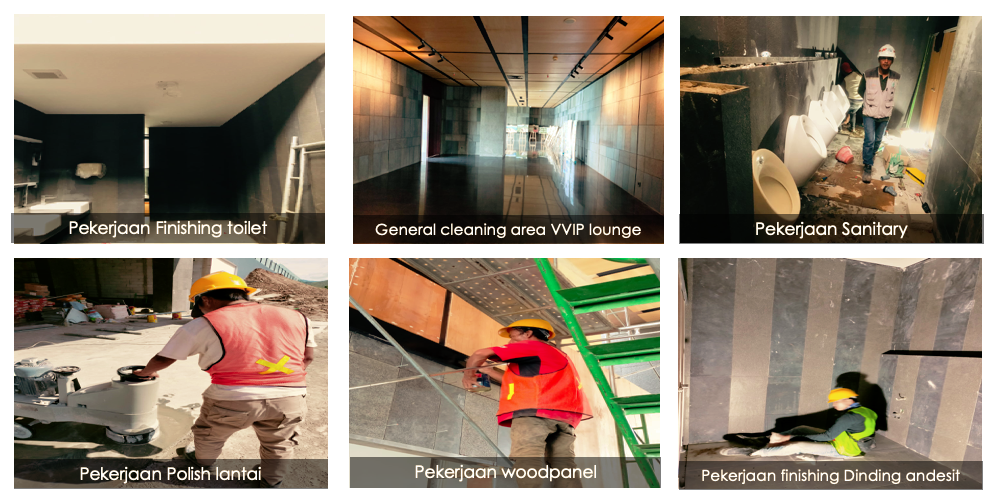 Pekerjaan Finishing toilet
General cleaning area VVIP lounge
Pekerjaan Sanitary
Pekerjaan Polish lantai
Pekerjaan woodpanel
Pekerjaan finishing Dinding andesit